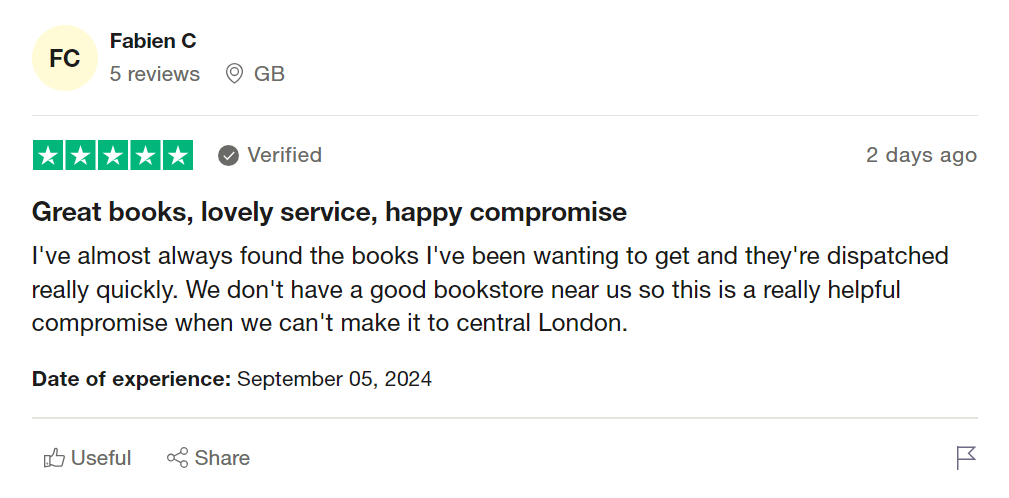 FC
Fabien C
5 reviews GB
Verified
2 days ago
Great books, lovely service, happy compromise
I've almost always found the books I've been wanting to get and they're dispatched
really quickly. We don't have a good bookstore near us so this is a really helpful
compromise when we can't make it to central London.
Date of experience: September 05, 2024
Useful Share